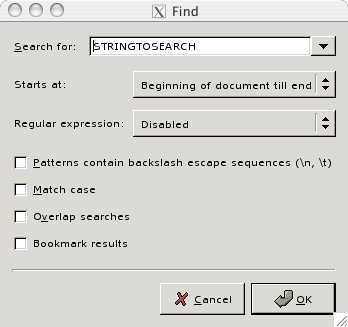 Find
Search for: STRINGTOSEARCH
Starts at: Beginning of document till end
Regular expression: Disabled
Patterns contain backslash escape sequences (\n, \t)
Match case
Overlap searches
Bookmark results
Cancel OK